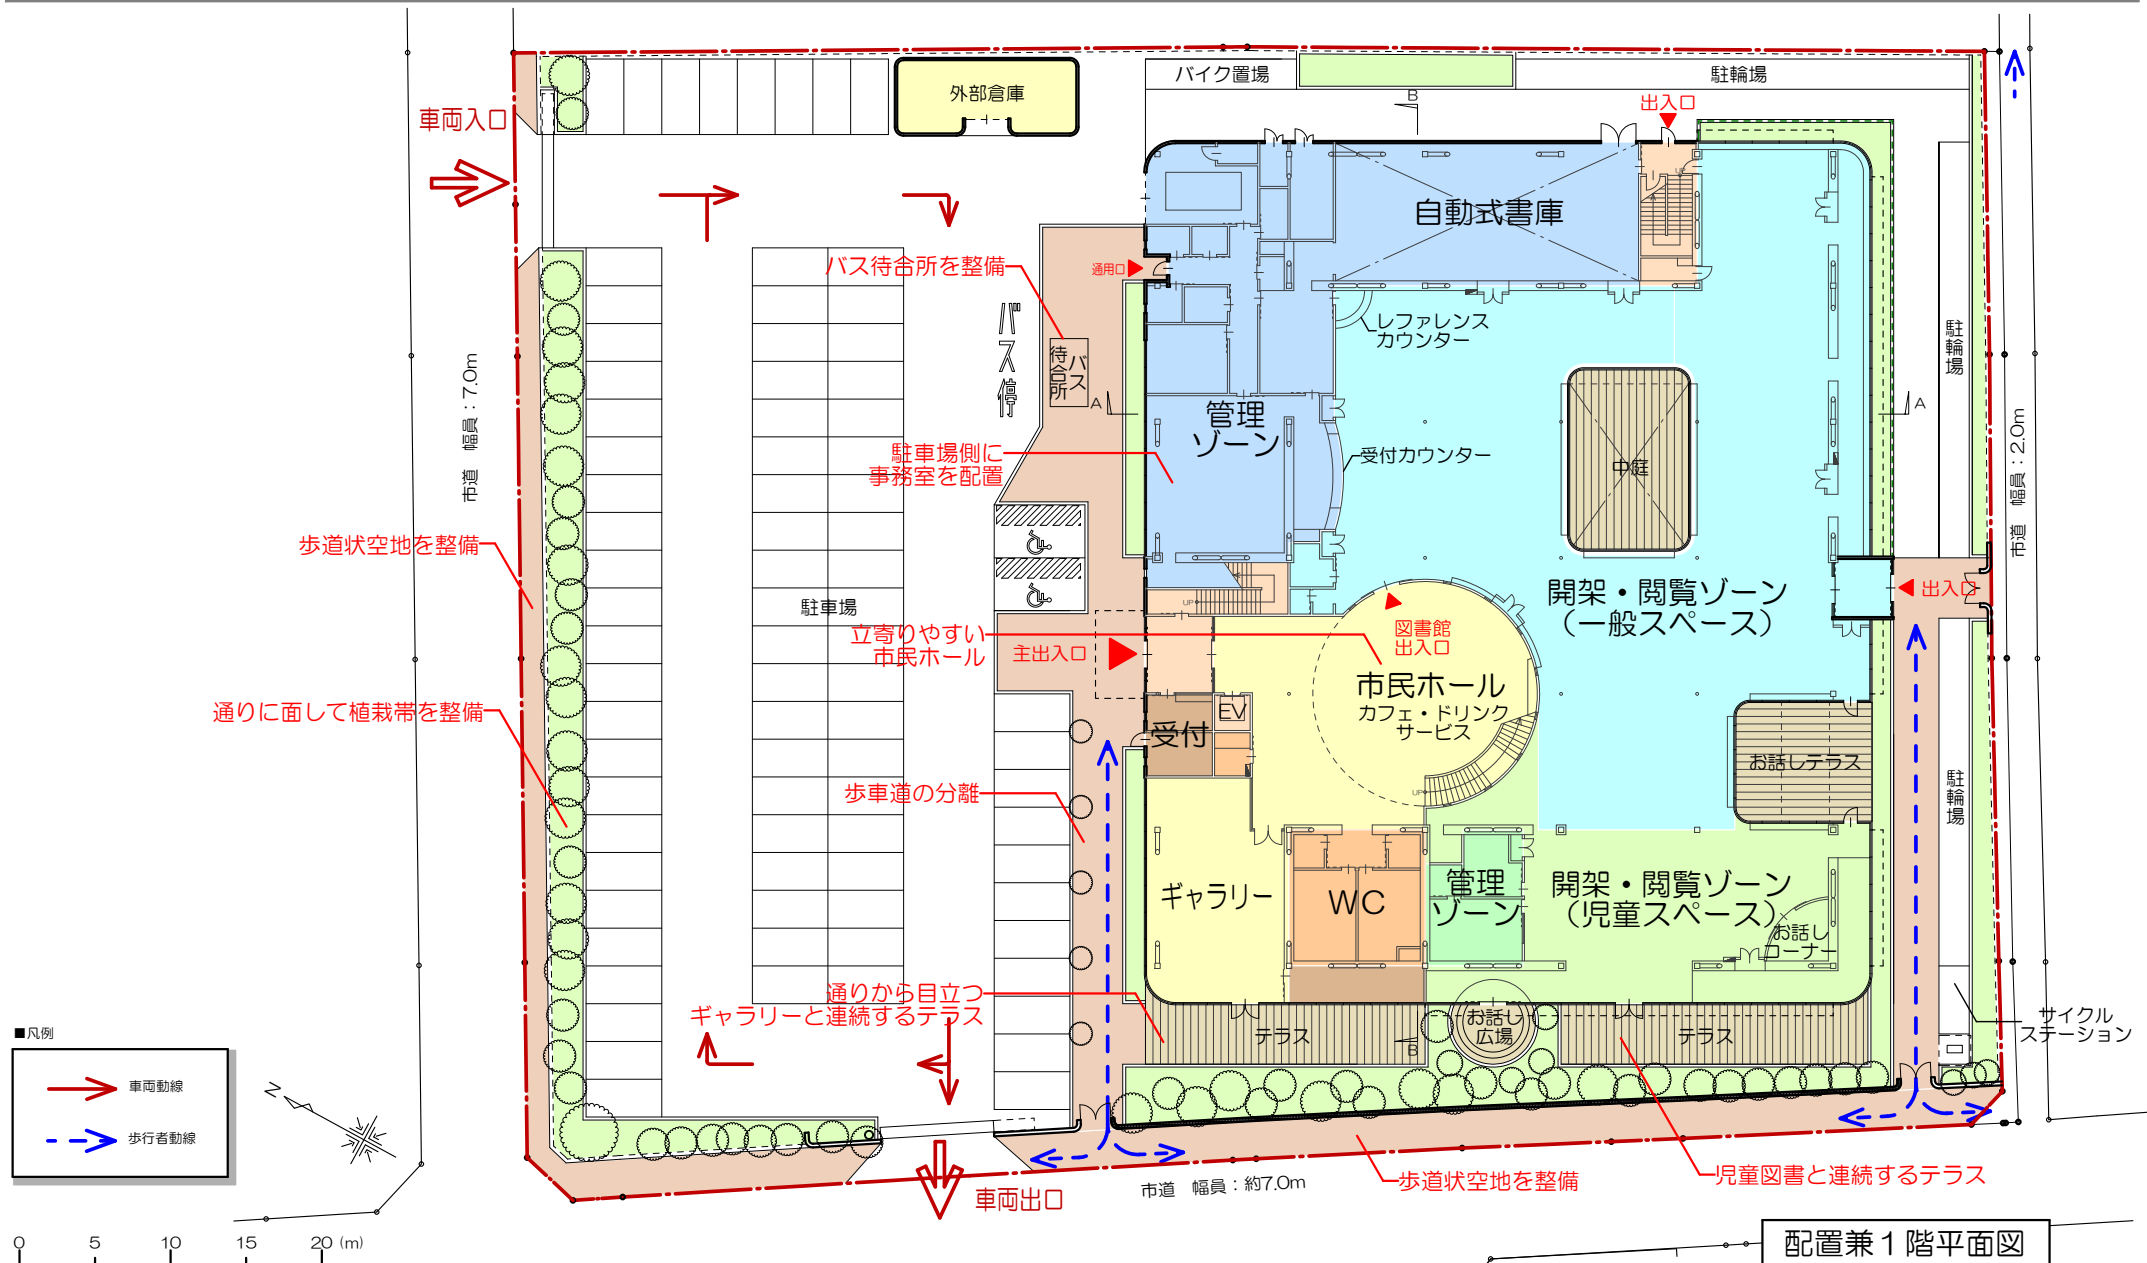 バイク置場
駐輪場
外部倉庫
B
出入口
車両入口
自動式書庫
UP
バス待合所を整備
通用口
バス停
レファレンス
カウンター
駐輪場
バス
待合所
市道　幅員：7.0m
A
管理
ゾーン
A
市道　幅員：2.0m
駐車場側に
事務室を配置
受付カウンター
中庭
歩道状空地を整備
駐車場
開架・閲覧ゾーン
（一般スペース）
出入口
UP
立寄りやすい
市民ホール
主出入口
図書館
出入口
市民ホール
カフェ・ドリンク
サービス
通りに面して植栽帯を整備
EV
受付
お話しテラス
歩車道の分離
UP
駐輪場
ギャラリー
WC
管理
ゾーン
開架・閲覧ゾーン
（児童スペース）
お話し
コーナー
通りから目立つ
ギャラリーと連続するテラス
テラス
B
お話し
広場
テラス
サイクル
ステーション
■凡例
車両動線
歩行者動線
N
車両出口
市道　幅員：約7.0m
歩道状空地を整備
児童図書と連続するテラス
0 5 10 15 20 (m)
配置兼１階平面図